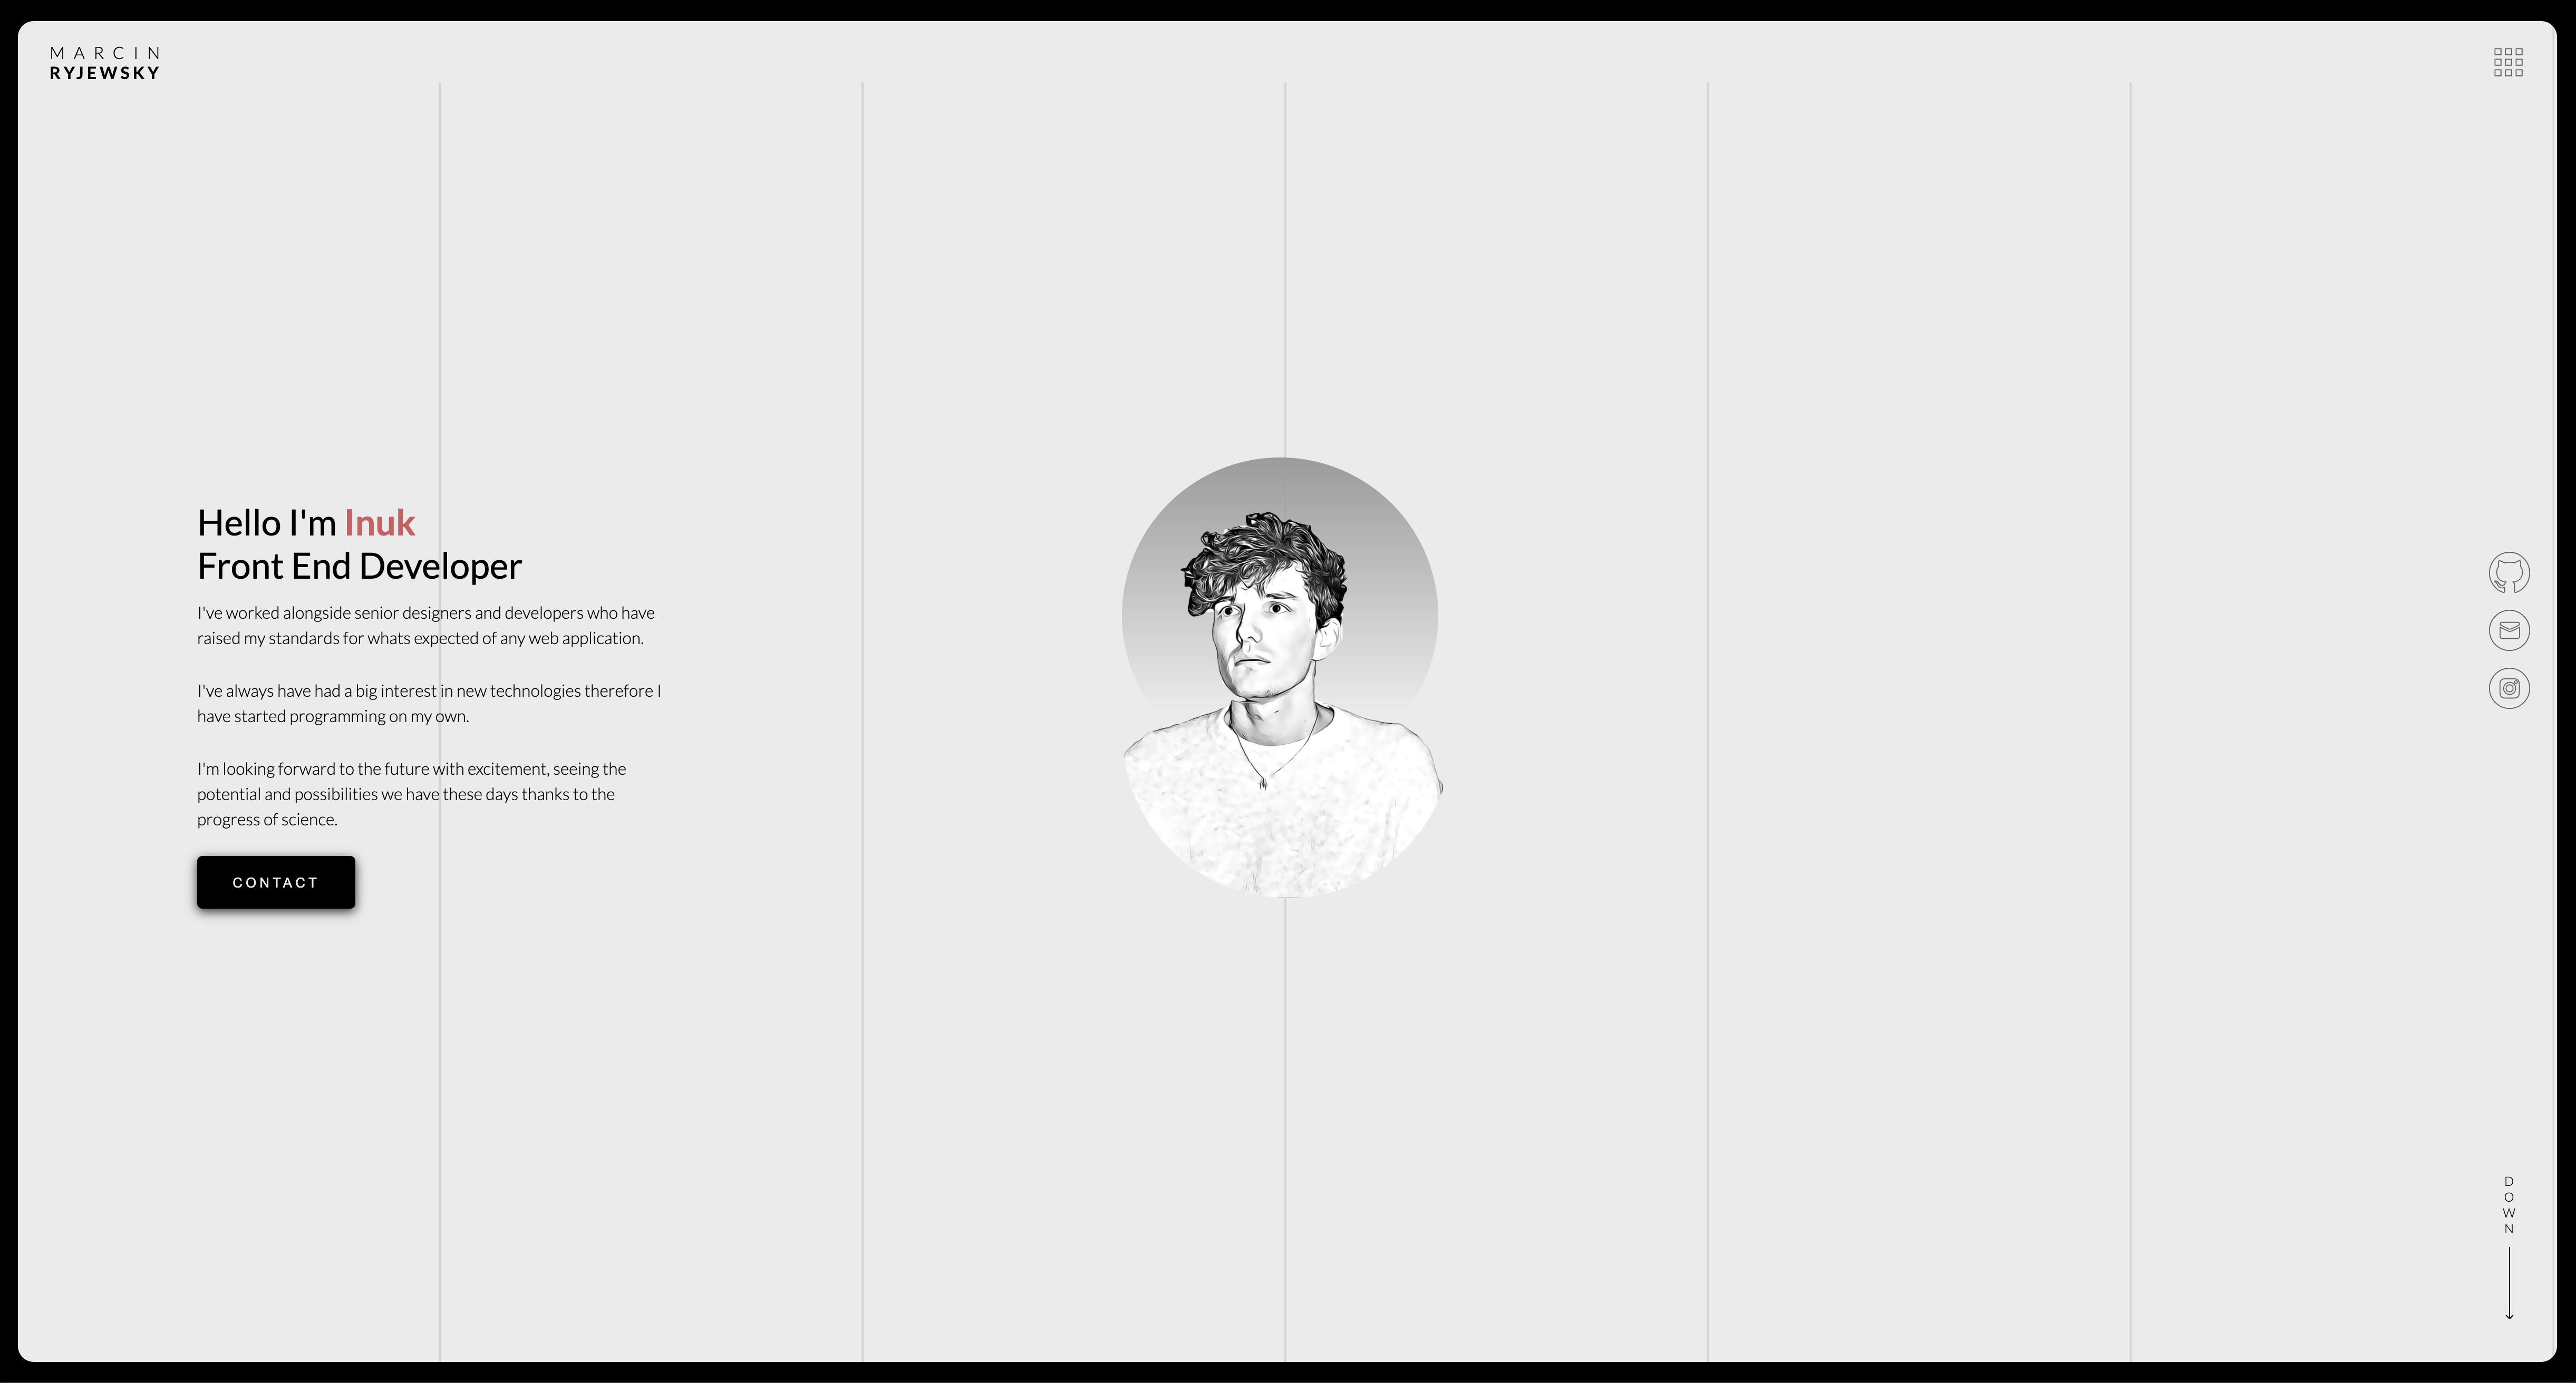 MARCIN
RYJEWSKY
Hello I'm Inuk
Front End Developer
I've worked alongside senior designers and developers who have
raised my standards for whats expected of any web application.
I've always have had a big interest in new technologies therefore I
have started programming on my own.
I'm looking forward to the future with excitement, seeing the
potential and possibilities we have these days thanks to the
progress of science.
CONTACT
D
O
W
N